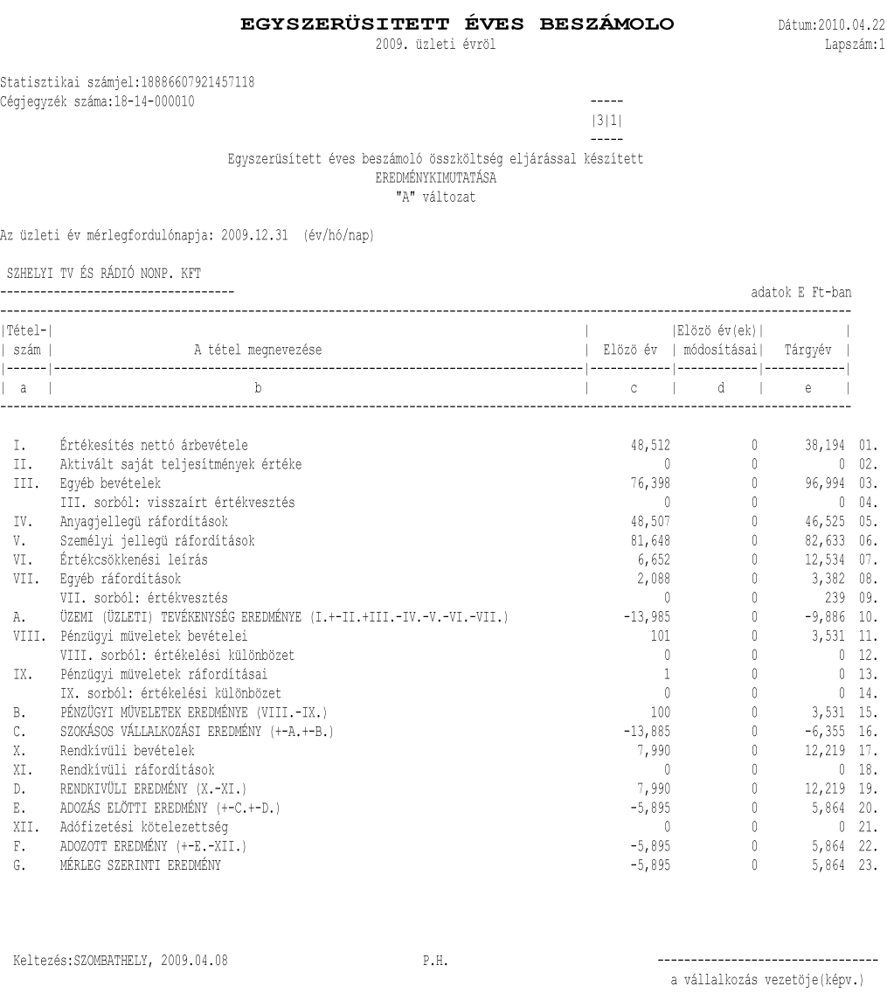 EGYSZERÜSITETT ÉVES BESZÁMOLO Dátum:2010.04.22
2009. üzleti évröl Lapszám:1
Statisztikai számjel:18886607921457118
Cégjegyzék száma:18-14-000010 -----
|3|1|
-----
Egyszerüsített éves beszámoló összköltség eljárással készített
EREDMÉNYKIMUTATÁSA
"A" változat
Az üzleti év mérlegfordulónapja: 2009.12.31 (év/hó/nap)
SZHELYI TV ÉS RÁDIÓ NONP. KFT
----------------------------------- adatok E Ft-ban
|Tétel-| | |Elözö év(ek)| |
| szám | A tétel megnevezése | Elözö év | módosításai| Tárgyév |
| a | b | c | d | e |
I. Értékesítés nettó árbevétele 48,512 0 38,194 01.
II. Aktivált saját teljesítmények értéke 0 0 0 02.
III. Egyéb bevételek 76,398 0 96,994 03.
III. sorból: visszaírt értékvesztés 0 0 0 04.
IV. Anyagjellegü ráfordítások 48,507 0 46,525 05.
V. Személyi jellegü ráfordítások 81,648 0 82,633 06.
VI. Értékcsökkenési leírás 6,652 0 12,534 07.
VII. Egyéb ráfordítások 2,088 0 3,382 08.
VII. sorból: értékvesztés 0 0 239 09.
A. ÜZEMI (ÜZLETI) TEVÉKENYSÉG EREDMÉNYE (I.+-II.+III.-IV.-V.-VI.-VII.) -13,985 0 -9,886 10.
VIII. Pénzügyi müveletek bevételei 101 0 3,531 11.
VIII. sorból: értékelési különbözet 0 0 0 12.
IX. Pénzügyi müveletek ráfordításai 1 0 0 13.
IX. sorból: értékelési különbözet 0 0 0 14.
B. PÉNZÜGYI MÜVELETEK EREDMÉNYE (VIII.-IX.) 100 0 3,531 15.
C. SZOKÁSOS VÁLLALKOZÁSI EREDMÉNY (+-A.+-B.) -13,885 0 -6,355 16.
X. Rendkívüli bevételek 7,990 0 12,219 17.
XI. Rendkívüli ráfordítások 0 0 0 18.
D. RENDKIVÜLI EREDMÉNY (X.-XI.) 7,990 0 12,219 19.
E. ADOZÁS ELÖTTI EREDMÉNY (+-C.+-D.) -5,895 0 5,864 20.
XII. Adófizetési kötelezettség 0 0 0 21.
F. ADOZOTT EREDMÉNY (+-E.-XII.) -5,895 0 5,864 22.
G. MÉRLEG SZERINTI EREDMÉNY -5,895 0 5,864 23.
Keltezés:SZOMBATHELY, 2009.04.08 P.H. ---------------------------------
a vállalkozás vezetöje(képv.)